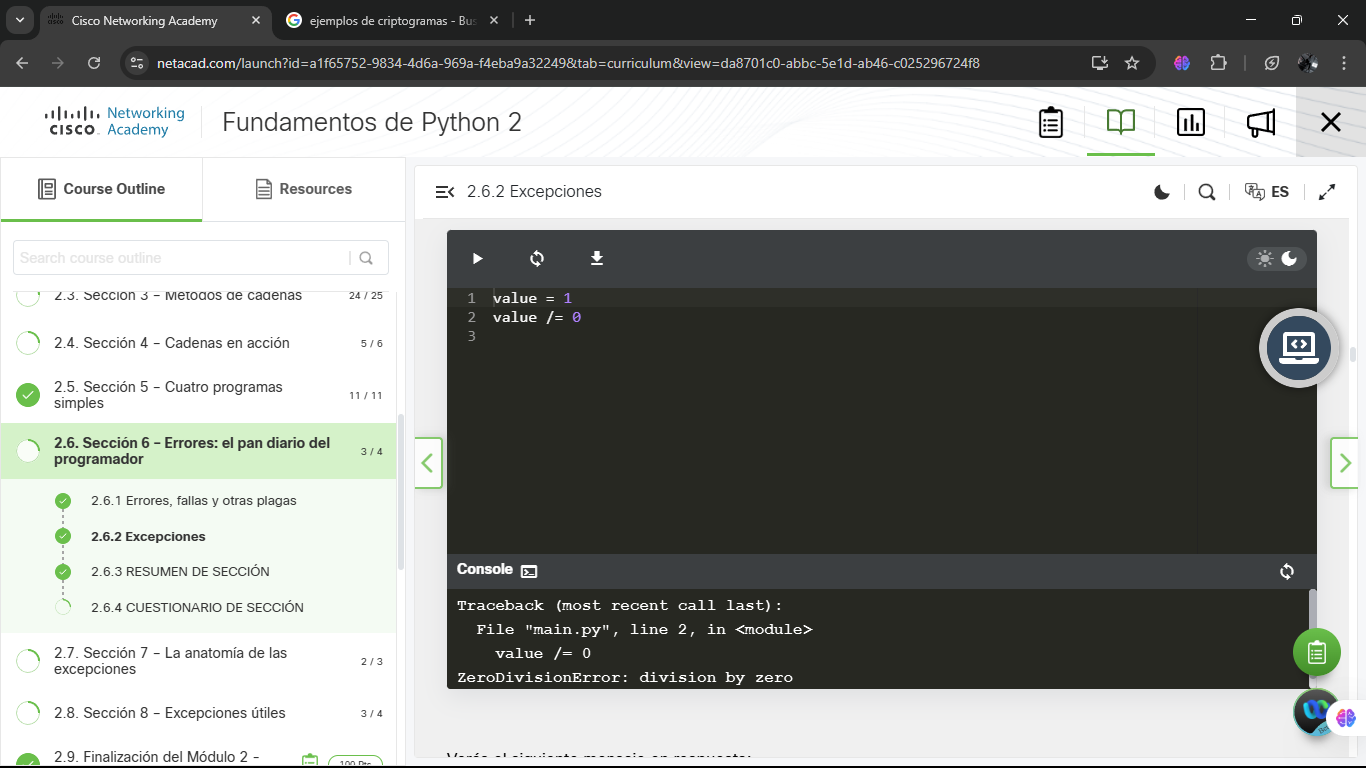 Cisco Networking Academy
ejemplos de criptogramas - Bus
netacad.com/launch?id=a1f65752-9834-4d6a-969a-f4eba9a32249&tab=curriculum&view=da8701c0-abbc-5e1d-ab46-c025296724f8
CISCO
Networking
Academy
Fundamentos de Python 2
Course Outline
Resources
Search course outline
2.3. Sección 3 – Métodos de cadenas
24 / 25
2.4. Sección 4 – Cadenas en acción
5 / 6
2.5. Sección 5 – Cuatro programas
simples
11 / 11
2.6. Sección 6 – Errores: el pan diario del
programador
3 / 4
2.6.1 Errores, fallas y otras plagas
2.6.2 Excepciones
2.6.3 RESUMEN DE SECCIÓN
2.6.4 CUESTIONARIO DE SECCIÓN
2.7. Sección 7 – La anatomía de las
excepciones
2 / 3
2.8. Sección 8 – Excepciones útiles
3 / 4
2.9. Finalización del Módulo 2 –
100 Pts
2.6.2 Excepciones
ES
1 value = 1
2 value /= 0
3
Console
Traceback (most recent call last):
File "main.py", line 2, in <module>
value /= 0
ZeroDivisionError: division by zero
Verás el siguiente mensaje en respuesta: